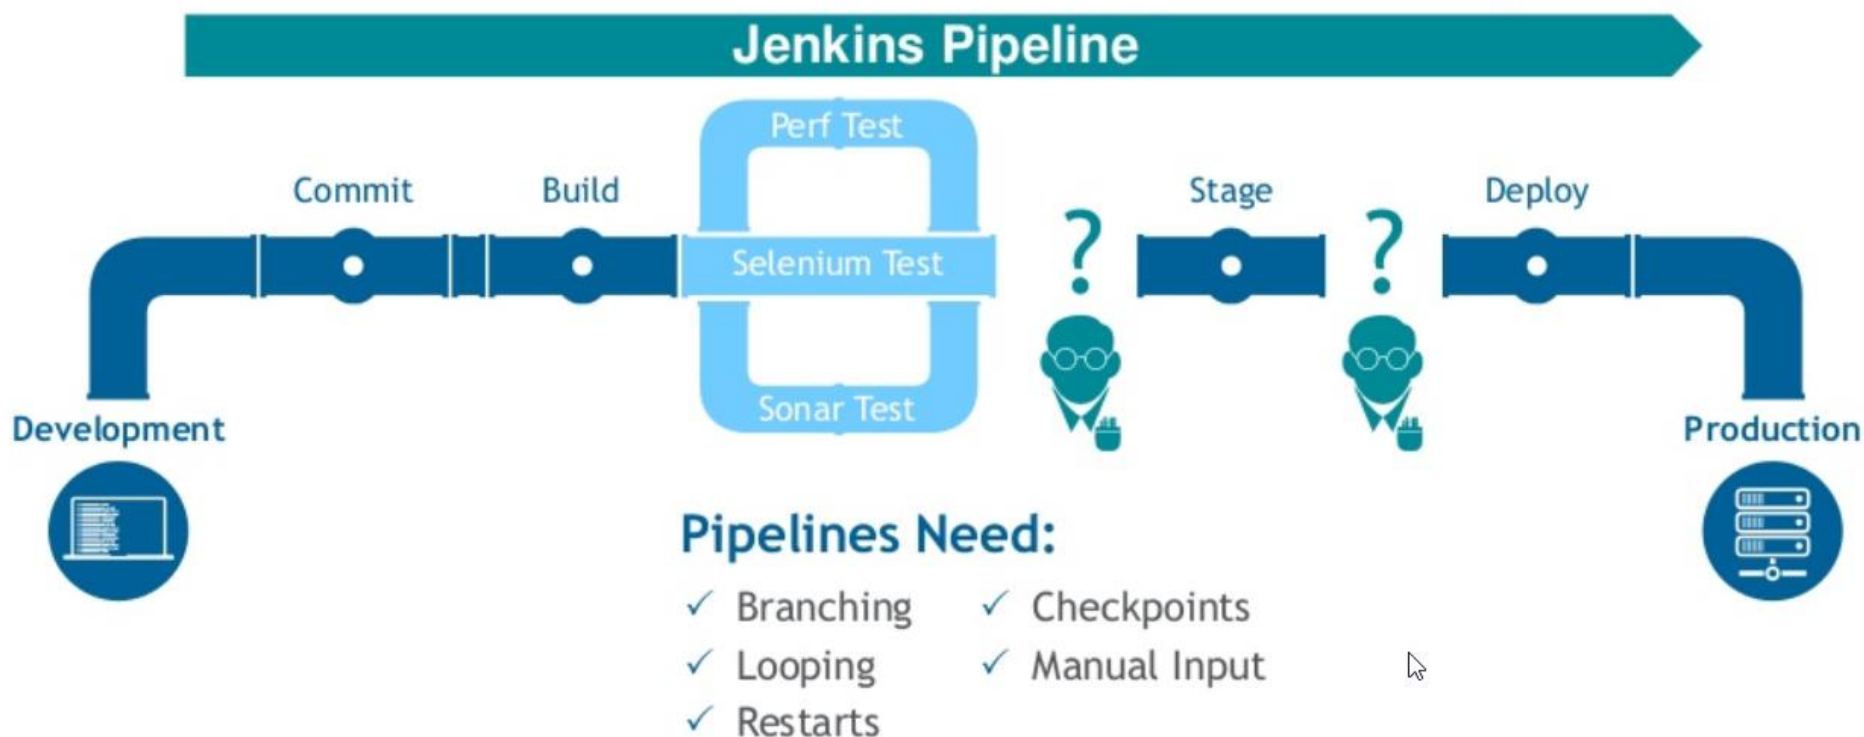 Jenkins Pipeline
Perf Test
Commit
Build
Selenium Test
Sonar Test
?
Stage
?
Deploy
Development
Production
Pipelines Need:
✓ Branching
✓ Checkpoints
✓ Looping
✓ Manual Input
✓ Restarts